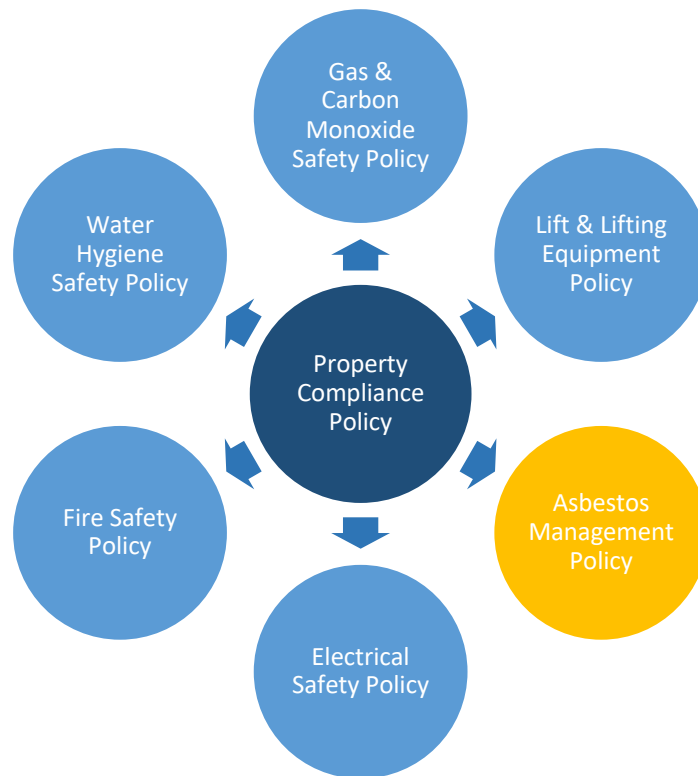 Gas &
Carbon
Monoxide
Safety Policy
Water
Hygiene
Safety Policy
Lift & Lifting
Equipment
Policy
Property
Compliance
Policy
Fire Safety
Policy
Asbestos
Management
Policy
Electrical
Safety Policy